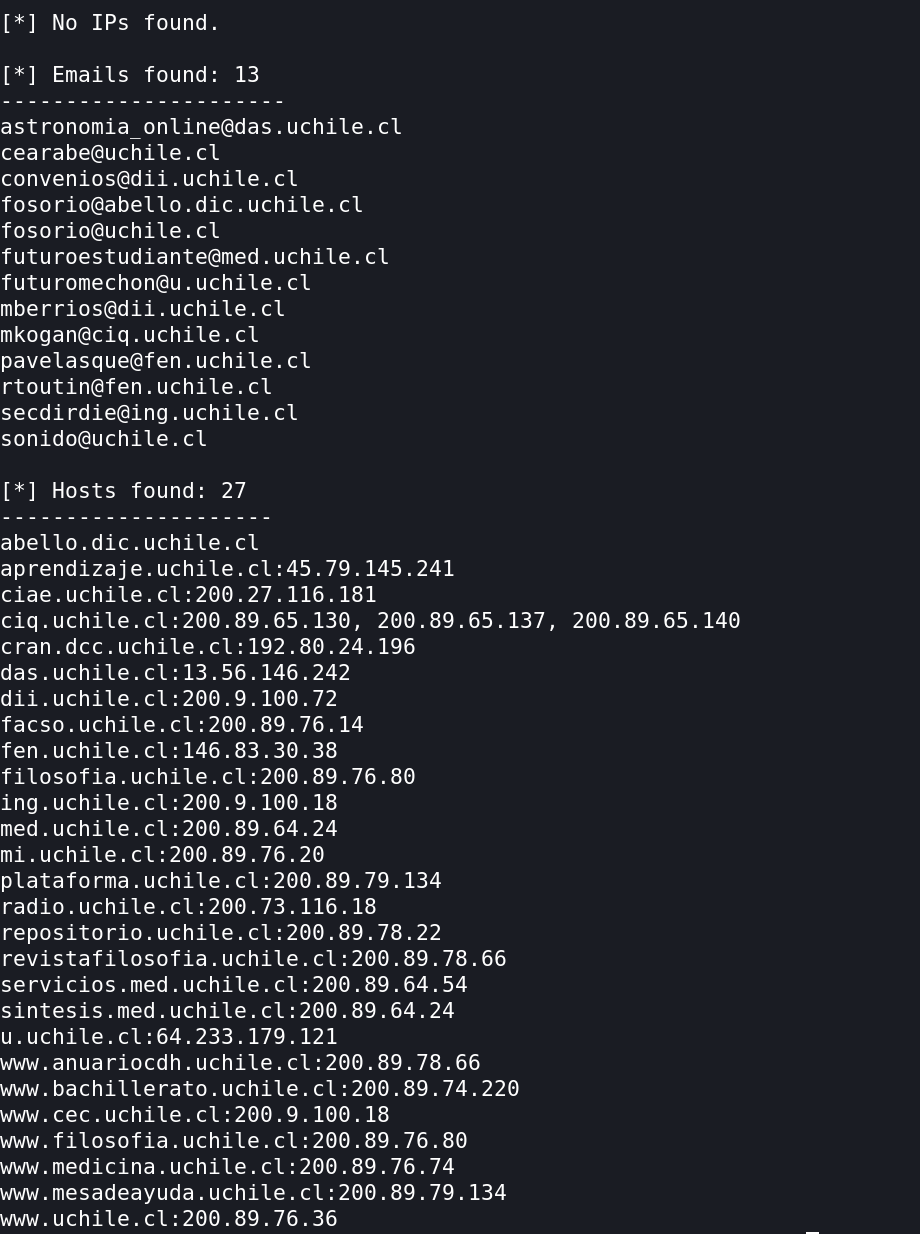 [*] No IPs found.
[*] Emails found: 13
----------------------
astronomia_online@das.uchile.cl
cearabe@uchile.cl
convenios@dii.uchile.cl
fosorio@abello.dic.uchile.cl
fosorio@uchile.cl
futuroestudiante@med.uchile.cl
futuromechon@u.uchile.cl
mberrios@dii.uchile.cl
mkogan@ciq.uchile.cl
pavelasque@fen.uchile.cl
rtoutin@fen.uchile.cl
secdirdie@ing.uchile.cl
sonido@uchile.cl
[*] Hosts found: 27
---------------------
abello.dic.uchile.cl
aprendizaje.uchile.cl:45.79.145.241
ciae.uchile.cl:200.27.116.181
ciq.uchile.cl:200.89.65.130, 200.89.65.137, 200.89.65.140
cran.dcc.uchile.cl:192.80.24.196
das.uchile.cl:13.56.146.242
dii.uchile.cl:200.9.100.72
facso.uchile.cl:200.89.76.14
fen.uchile.cl:146.83.30.38
filosofia.uchile.cl:200.89.76.80
ing.uchile.cl:200.9.100.18
med.uchile.cl:200.89.64.24
mi.uchile.cl:200.89.76.20
plataforma.uchile.cl:200.89.79.134
radio.uchile.cl:200.73.116.18
repositorio.uchile.cl:200.89.78.22
revistafilosofia.uchile.cl:200.89.78.66
servicios.med.uchile.cl:200.89.64.54
sintesis.med.uchile.cl:200.89.64.24
u.uchile.cl:64.233.179.121
www.anuariocdh.uchile.cl:200.89.78.66
www.bachillerato.uchile.cl:200.89.74.220
www.cec.uchile.cl:200.9.100.18
www.filosofia.uchile.cl:200.89.76.80
www.medicina.uchile.cl:200.89.76.74
www.mesadeayuda.uchile.cl:200.89.79.134
www.uchile.cl:200.89.76.36